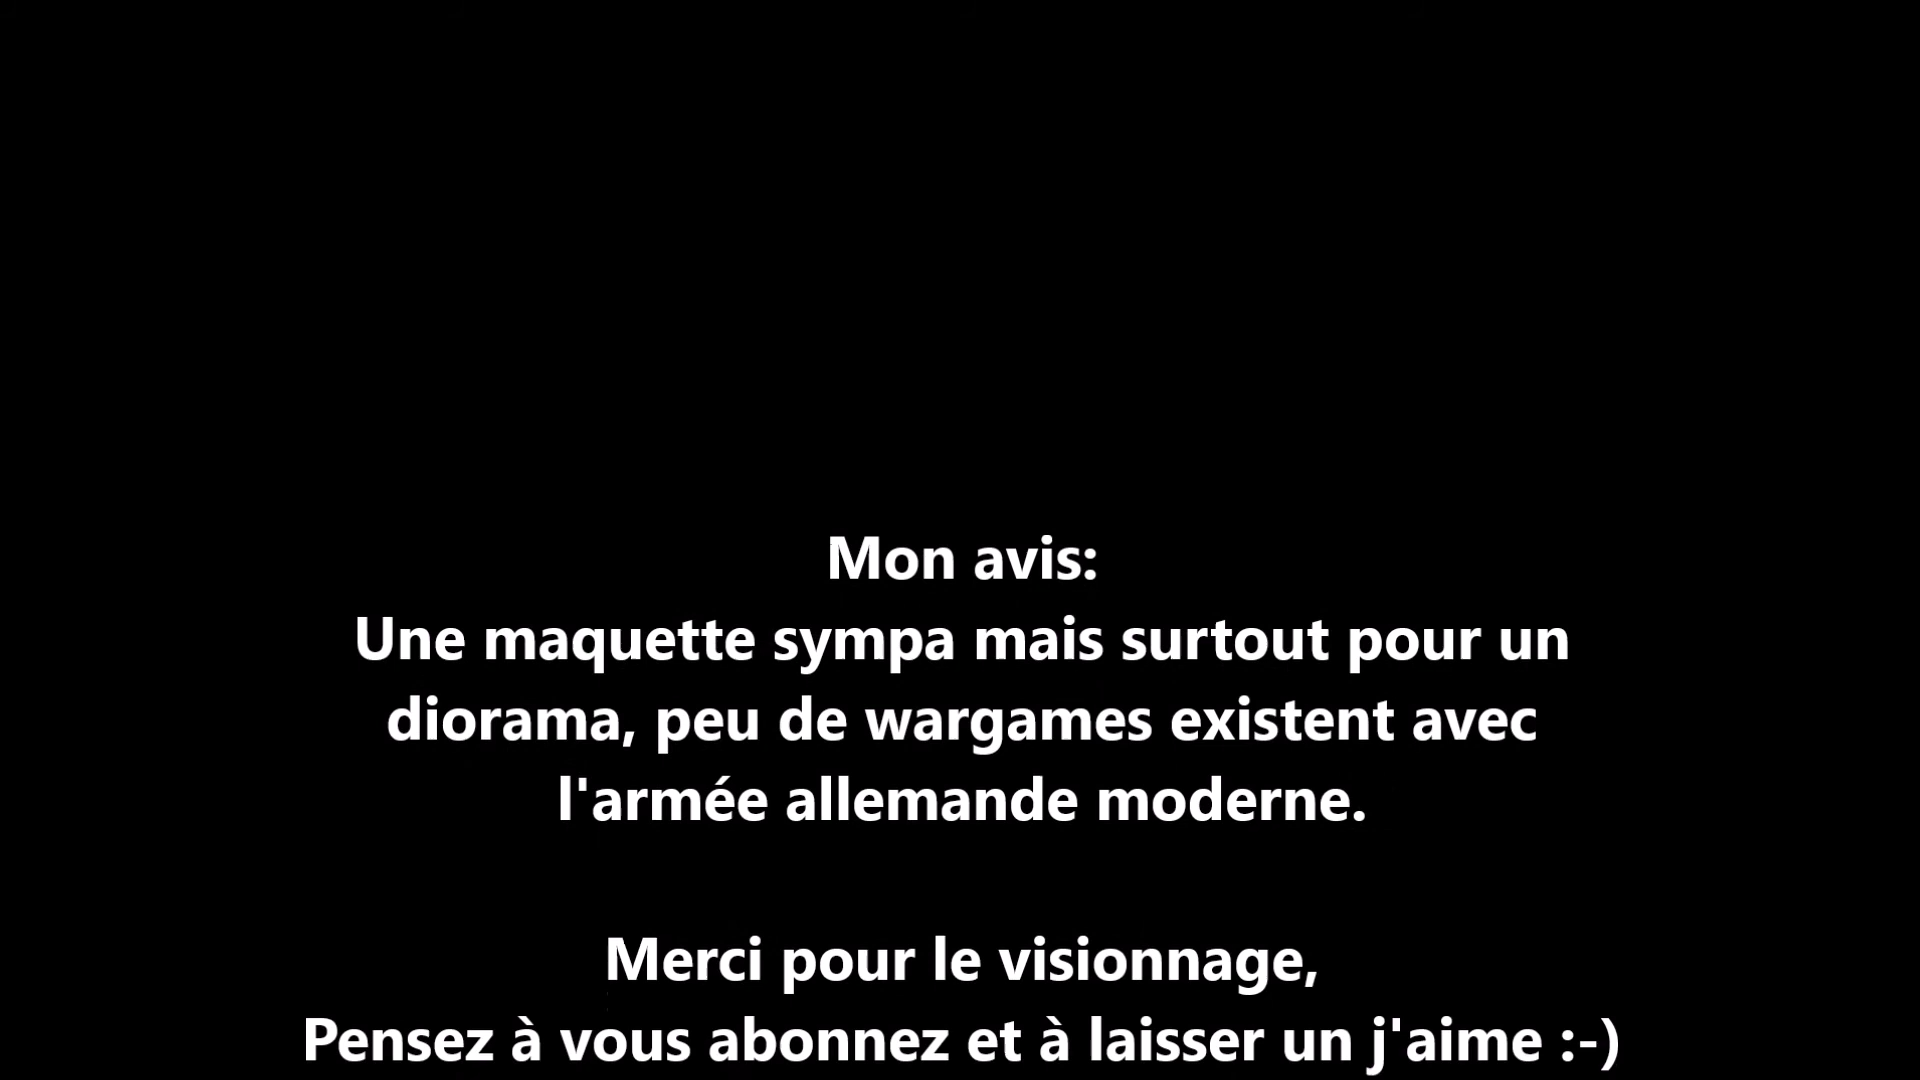 Mon avis:
Une maquette sympa mais surtout pour un
diorama, peu de wargames existent avec
l'armée allemande moderne.
Merci pour le visionnage,
Pensez à vous abonnez et à laisser un j'aime :-)